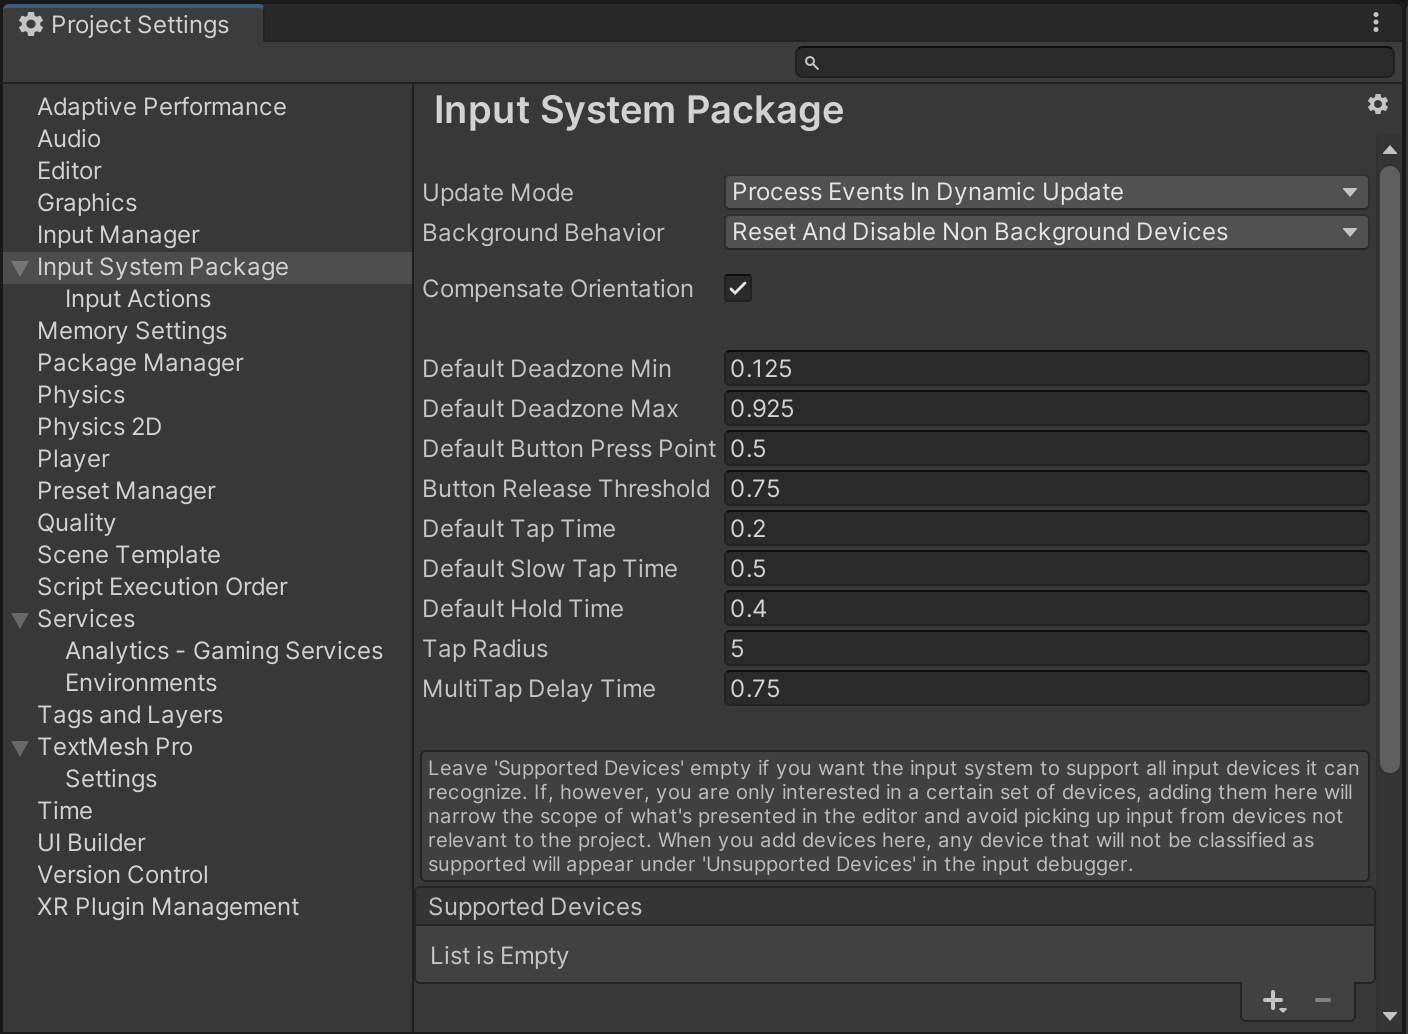 Project Settings
Adaptive Performance
Audio
Editor
Graphics
Input Manager
Input System Package
Input Actions
Memory Settings
Package Manager
Physics
Physics 2D
Player
Preset Manager
Quality
Scene Template
Script Execution Order
Services
Analytics - Gaming Services
Environments
Tags and Layers
TextMesh Pro
Settings
Time
UI Builder
Version Control
XR Plugin Management
Input System Package
Update Mode Process Events In Dynamic Update
Background Behavior Reset And Disable Non Background Devices
Compensate Orientation
Default Deadzone Min 0.125
Default Deadzone Max 0.925
Default Button Press Point 0.5
Button Release Threshold 0.75
Default Tap Time 0.2
Default Slow Tap Time 0.5
Default Hold Time 0.4
Tap Radius 5
MultiTap Delay Time 0.75
Leave 'Supported Devices' empty if you want the input system to support all input devices it can
recognize. If, however, you are only interested in a certain set of devices, adding them here will
narrow the scope of what's presented in the editor and avoid picking up input from devices not
relevant to the project. When you add devices here, any device that will not be classified as
supported will appear under 'Unsupported Devices' in the input debugger.
Supported Devices
List is Empty